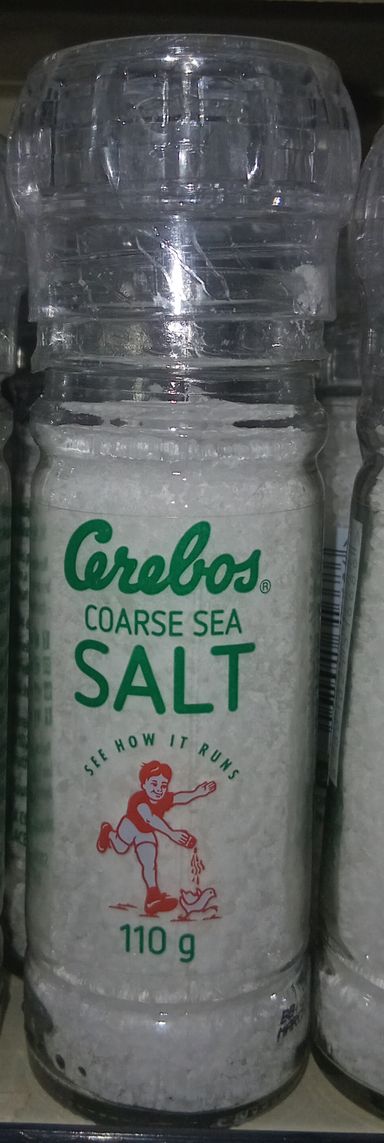 Cerebos®
COARSE SEA
SALT
SEE HOW IT RUNS
110 g